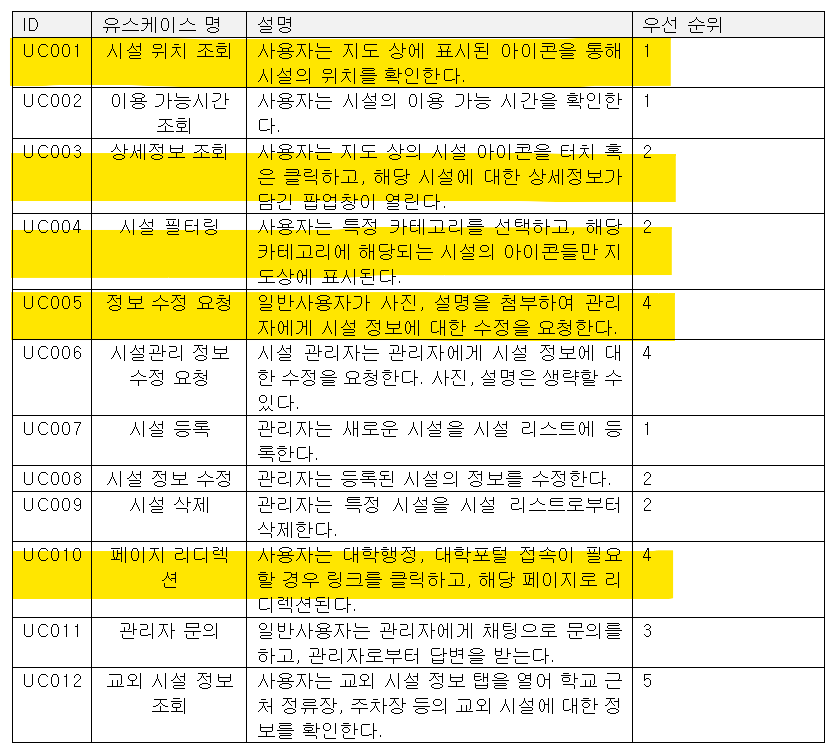 ID 유스케이스 명 설명 우선 순위
UC001 시설 위치 조회 사용자는 지도 상에 표시된 아이콘을 통해 1
시설의 위치를 확인한다.
UC002 이용 가능시간 사용자는 시설의 이용 가능 시간을 확인한 1
조회 다.
UC003 상세정보 조회 사용자는 지도 상의 시설 아이콘을 터치 혹 2
은 클릭하고, 해당 시설에 대한 상세정보가
담긴 팝업창이 열린다.
UC004 시설 필터링 사용자는 특정 카테고리를 선택하고, 해당 2
카테고리에 해당되는 시설의 아이콘들만 지
도상에 표시된다.
UC005 정보 수정 요청 일반사용자가 사진, 설명을 첨부하여 관리 4
자에게 시설 정보에 대한 수정을 요청한다.
UC006 시설관리 정보 시설 관리자는 관리자에게 시설 정보에 대 4
수정 요청 한 수정을 요청한다. 사진, 설명은 생략할 수
있다.
UC007 시설 등록 관리자는 새로운 시설을 시설 리스트에 등 1
록한다.
UC008 시설 정보 수정 관리자는 등록된 시설의 정보를 수정한다. 2
UC009 시설 삭제 관리자는 특정 시설을 시설 리스트로부터 2
삭제한다.
UC010 페이지 리디렉 사용자는 대학행정, 대학포털 접속이 필요 4
션 할 경우 링크를 클릭하고, 해당 페이지로 리
디렉션된다.
UC011 관리자 문의 일반사용자는 관리자에게 채팅으로 문의를 3
하고, 관리자로부터 답변을 받는다.
UC012 교외 시설 정보 사용자는 교외 시설 정보 탭을 열어 학교 근 5
조회 처 정류장, 주차장 등의 교외 시설에 대한 정
보를 확인한다.